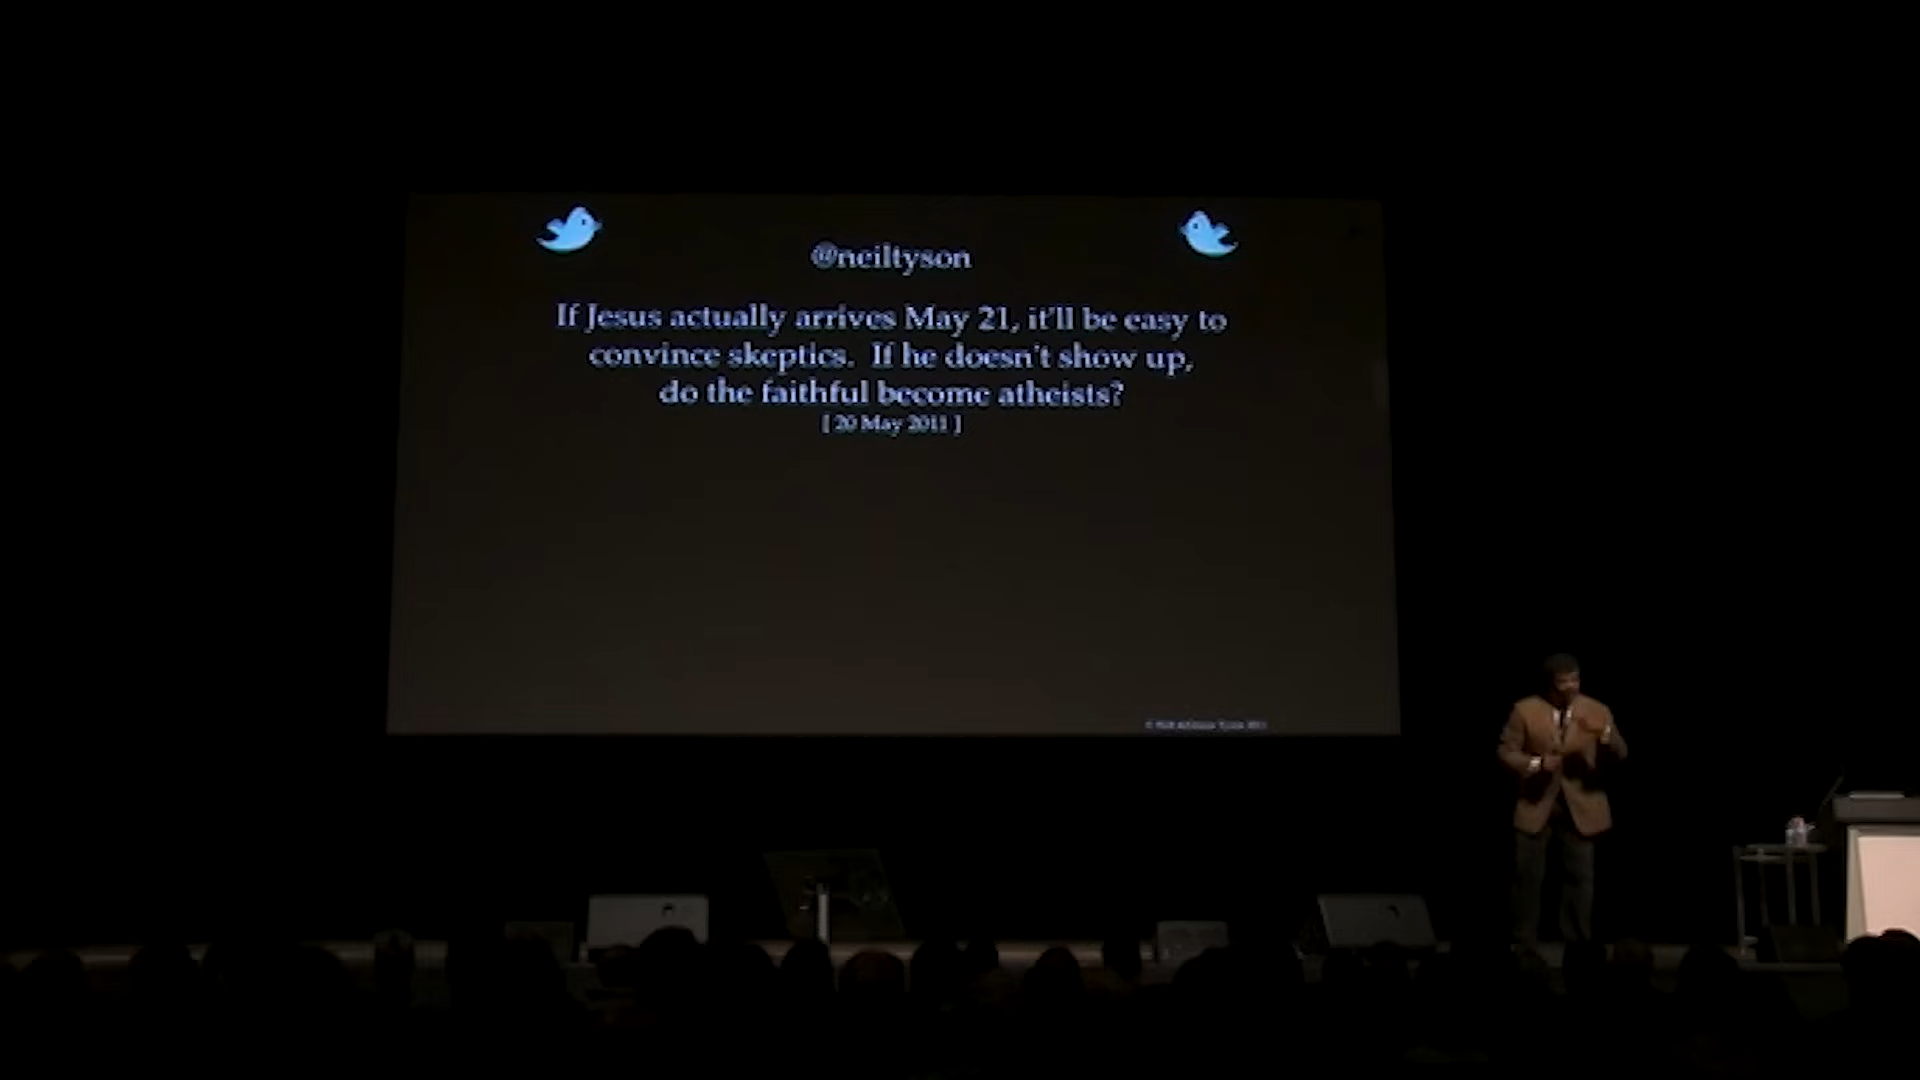 @neiltyson
If Jesus actually arrives May 21, it'll be easy to
convince skeptics. If he doesn't show up,
do the faithful become atheists?
[ 20 May 2011 ]